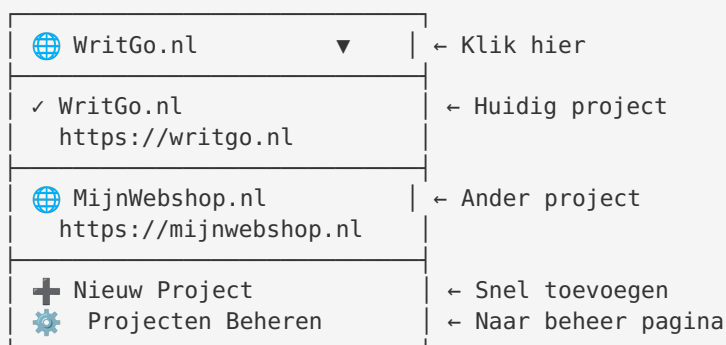 🌐 WritGo.nl ▼ ← Klik hier
✓ WritGo.nl ← Huidig project
https://writgo.nl
🌐 MijnWebshop.nl ← Ander project
https://mijnwebshop.nl
➕ Nieuw Project ← Snel toevoegen
⚙️ Projecten Beheren ← Naar beheer pagina